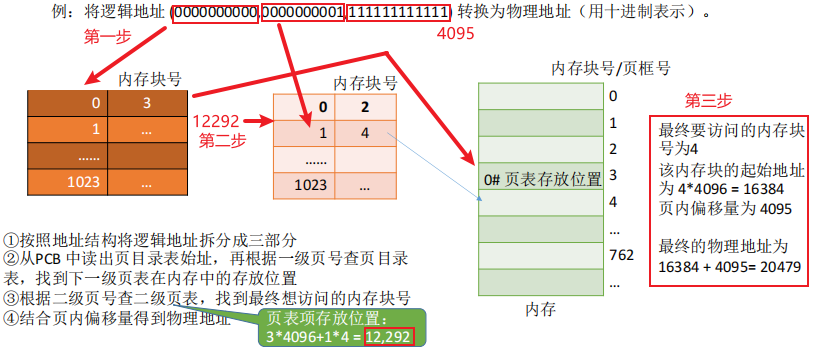 例：将逻辑地址 (0000000000,0000000001,111111111111) 转换为物理地址（用十进制表示）。
第一步
4095
内存块号
0 3
1 …
……
1023 …
12292
第二步
内存块号
0 2
1 4
……
1023 …
内存块号/页框号
0
1
2
0# 页表存放位置 3
4
…
762
…
内存
第三步
最终要访问的内存块
号为4
该内存块的起始地址
为 4*4096 = 16384
页内偏移量为 4095
最终的物理地址为
16384 + 4095= 20479
①按照地址结构将逻辑地址拆分成三部分
②从PCB 中读出页目录表始址，再根据一级页号查页目录
表，找到下一级页表在内存中的存放位置
③根据二级页号查二级页表，找到最终想访问的内存块号
④结合页内偏移量得到物理地址
页表项存放位置：
3*4096+1*4 = 12,292